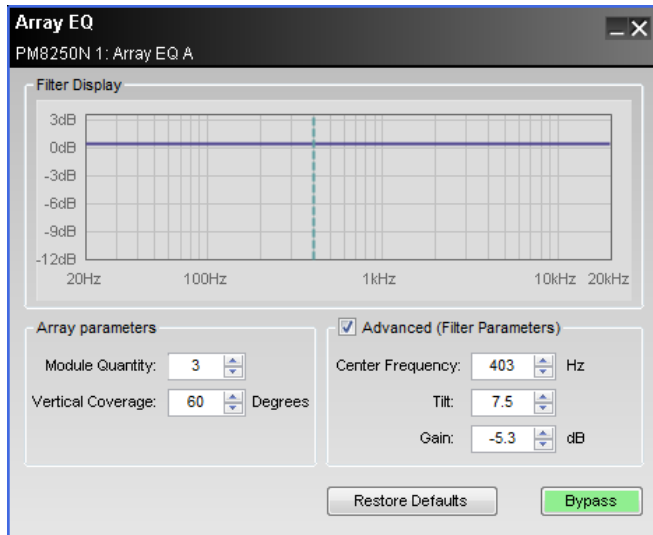 Array EQ
PM8250N 1: Array EQ A
Filter Display
3dB
0dB
-3dB
-6dB
-9dB
-12dB
20Hz 100Hz 1kHz 10kHz 20kHz
Array parameters
Module Quantity: 3
Vertical Coverage: 60 Degrees
Advanced (Filter Parameters)
Center Frequency: 403 Hz
Tilt: 7.5
Gain: -5.3 dB
Restore Defaults
Bypass